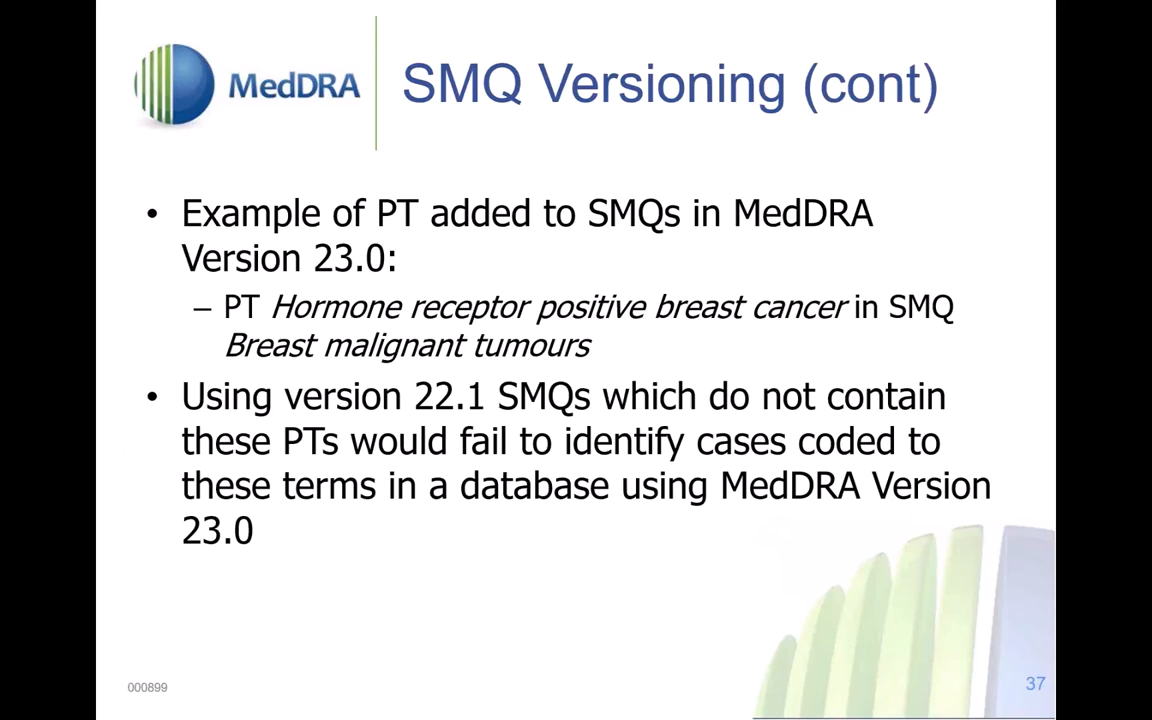 MedDRA
SMQ Versioning (cont)
• Example of PT added to SMQs in MedDRA
Version 23.0:
– PT Hormone receptor positive breast cancer in SMQ
Breast malignant tumours
• Using version 22.1 SMQs which do not contain
these PTs would fail to identify cases coded to
these terms in a database using MedDRA Version
23.0
000899
37